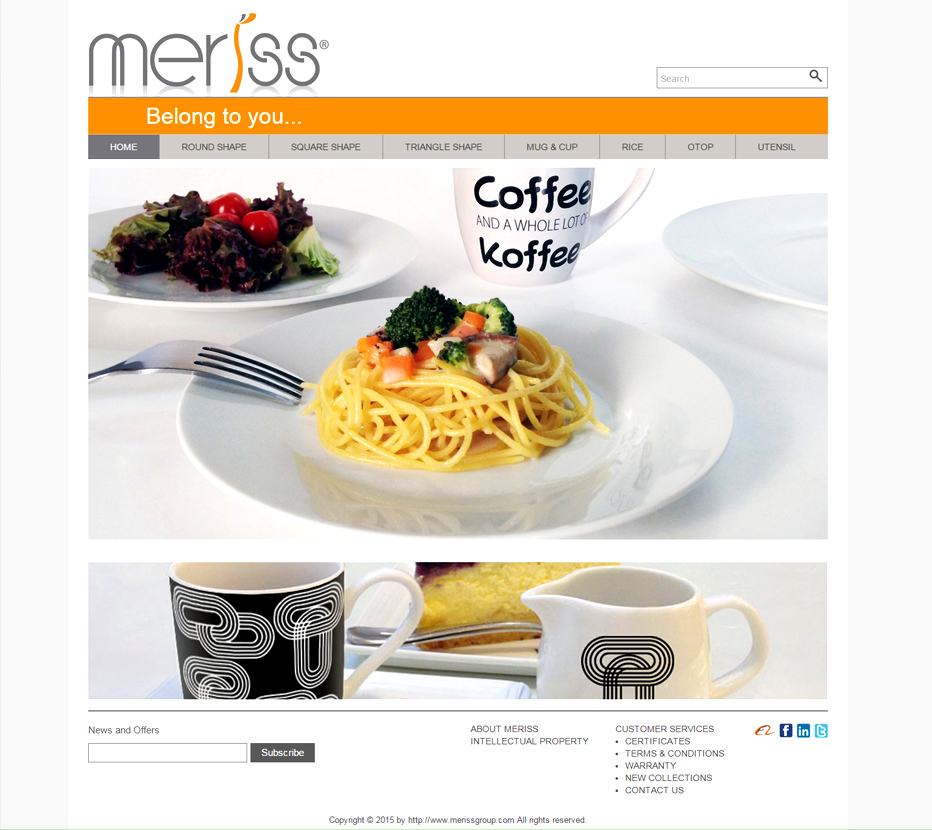 meriss®
Search
Belong to you...
HOME
ROUND SHAPE
SQUARE SHAPE
TRIANGLE SHAPE
MUG & CUP
RICE
OTOP
UTENSIL
Coffee
AND A WHOLE LOT OF
Koffee
News and Offers
Subscribe
ABOUT MERISS
INTELLECTUAL PROPERTY
CUSTOMER SERVICES
• CERTIFICATES
• TERMS & CONDITIONS
• WARRANTY
• NEW COLLECTIONS
• CONTACT US
f
in
t
Copyright © 2015 by http://www.merissgroup.com All rights reserved.